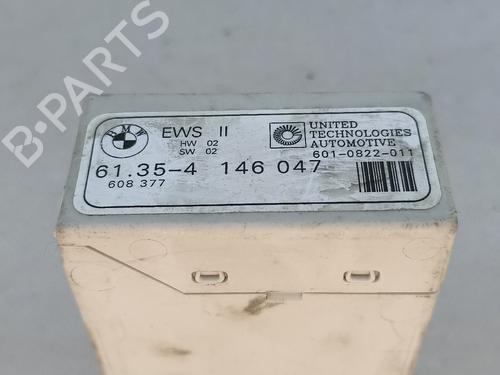 B-PARTS
BMW
EWS II
HW 02
SW 02
UNITED
TECHNOLOGIES
AUTOMOTIVE
601-0822-011
61.35-4 146 047
608 377